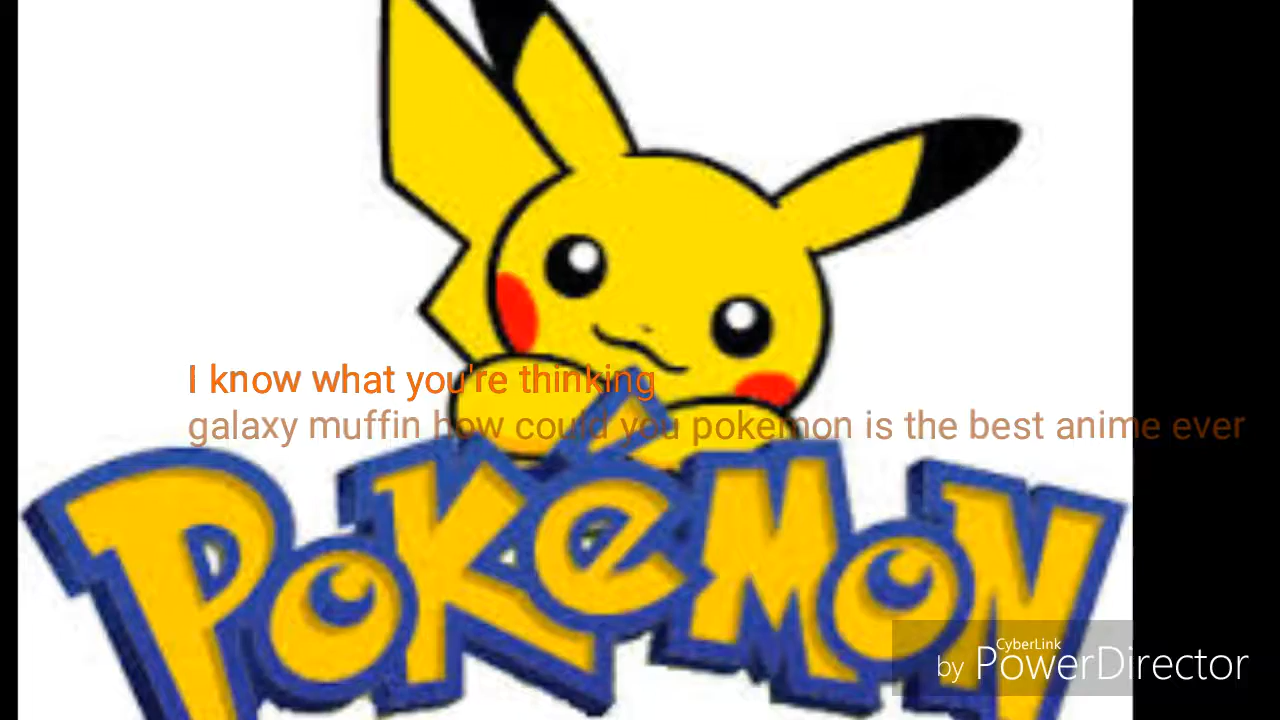 I know what you're thinking
galaxy muffin how could you pokemon is the best anime ever
POKéMON
CyberLink
by PowerDirector